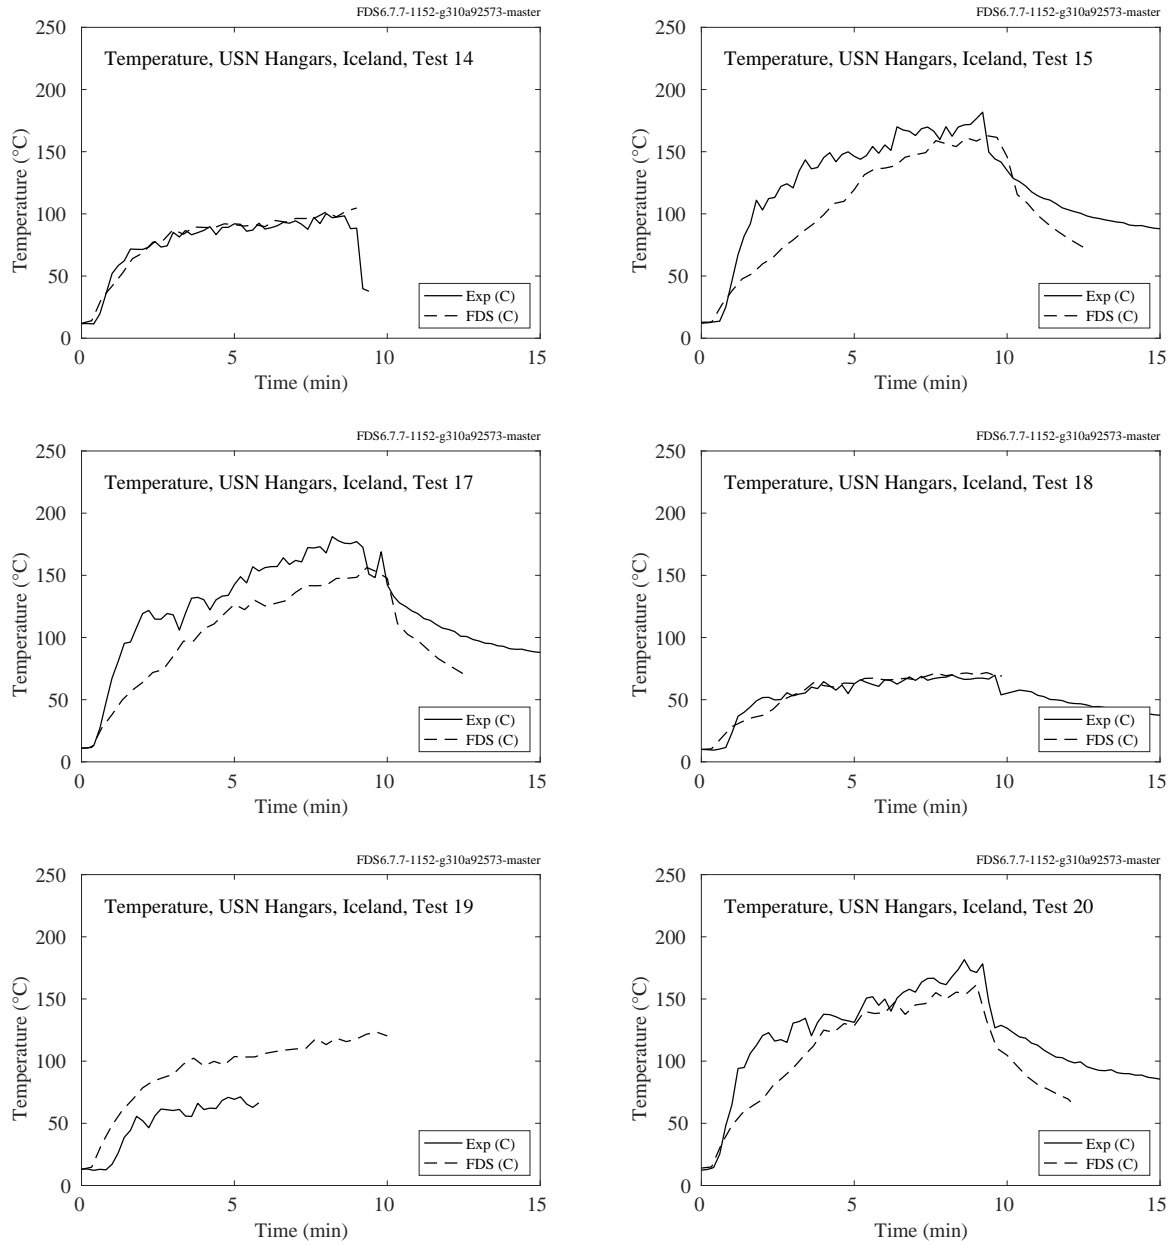 FDS6.7.7-1152-g310a92573-master
Temperature, USN Hangars, Iceland, Test 14
Temperature (°C)
250
200
150
100
50
0
0 5 10 15
Time (min)
Exp (C)
FDS (C)
FDS6.7.7-1152-g310a92573-master
Temperature, USN Hangars, Iceland, Test 15
Temperature (°C)
250
200
150
100
50
0
0 5 10 15
Time (min)
Exp (C)
FDS (C)
FDS6.7.7-1152-g310a92573-master
Temperature, USN Hangars, Iceland, Test 17
Temperature (°C)
250
200
150
100
50
0
0 5 10 15
Time (min)
Exp (C)
FDS (C)
FDS6.7.7-1152-g310a92573-master
Temperature, USN Hangars, Iceland, Test 18
Temperature (°C)
250
200
150
100
50
0
0 5 10 15
Time (min)
Exp (C)
FDS (C)
FDS6.7.7-1152-g310a92573-master
Temperature, USN Hangars, Iceland, Test 19
Temperature (°C)
250
200
150
100
50
0
0 5 10 15
Time (min)
Exp (C)
FDS (C)
FDS6.7.7-1152-g310a92573-master
Temperature, USN Hangars, Iceland, Test 20
Temperature (°C)
250
200
150
100
50
0
0 5 10 15
Time (min)
Exp (C)
FDS (C)